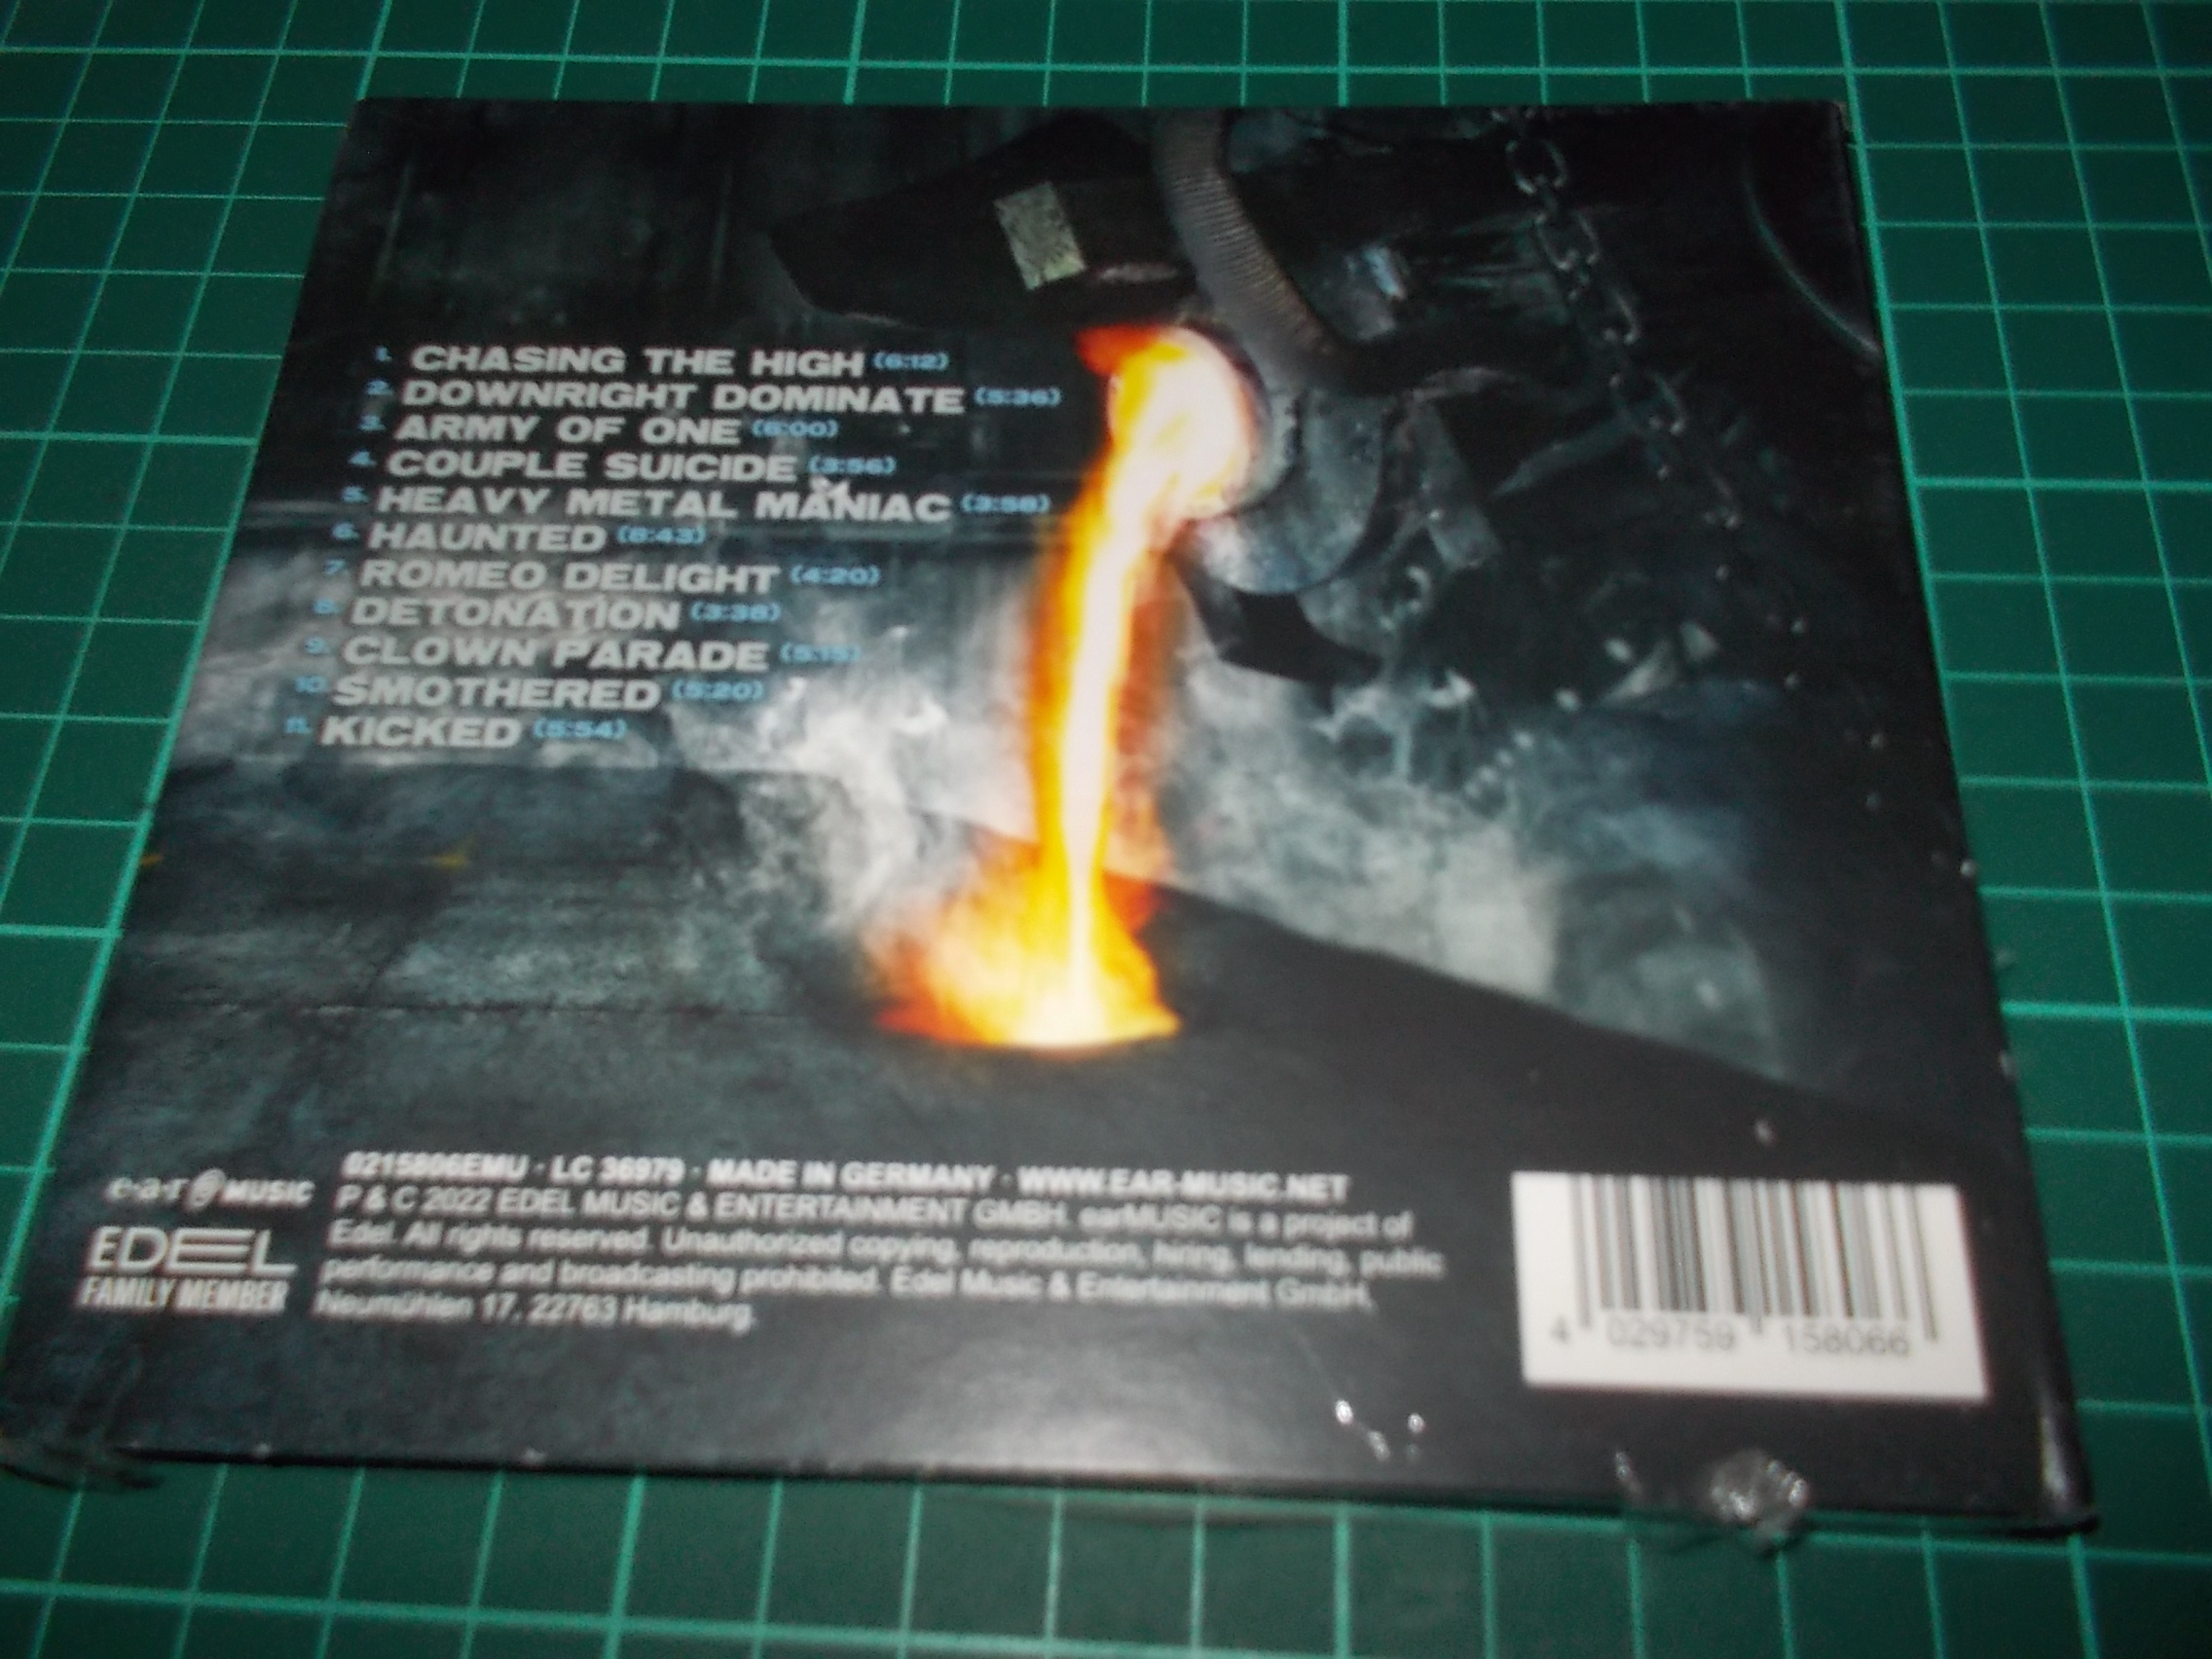 1. CHASING THE HIGH (6:12)
2. DOWNRIGHT DOMINATE (5:36)
3. ARMY OF ONE (6:00)
4. COUPLE SUICIDE (3:56)
5. HEAVY METAL MANIAC (3:58)
6. HAUNTED (8:43)
7. ROMEO DELIGHT (4:20)
8. DETONATION (3:38)
9. CLOWN PARADE (5:15)
10. SMOTHERED (5:20)
11. KICKED (5:54)
e·a·r MUSIC
EDEL
FAMILY MEMBER
0215806EMU · LC 36979 · MADE IN GERMANY · WWW.EAR-MUSIC.NET
P & C 2022 EDEL MUSIC & ENTERTAINMENT GMBH. earMUSIC is a project of
Edel. All rights reserved. Unauthorized copying, reproduction, hiring, lending, public
performance and broadcasting prohibited. Edel Music & Entertainment GmbH,
Neumühlen 17, 22763 Hamburg.
4 029759 158066